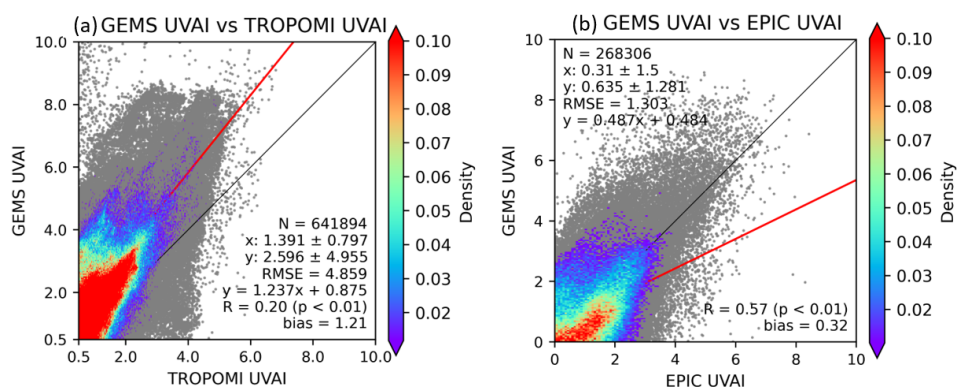 (a) GEMS UVAI vs TROPOMI UVAI
10.0
8.0
6.0
4.0
2.0
0.5
GEMS UVAI
N = 641894
x: 1.391 ± 0.797
y: 2.596 ± 4.955
RMSE = 4.859
y = 1.237x + 0.875
R = 0.20 (p < 0.01)
bias = 1.21
0.5 2.0 4.0 6.0 8.0 10.0
TROPOMI UVAI
0.10
0.09
0.08
0.07
0.06
0.05
0.04
0.03
0.02
Density
(b) GEMS UVAI vs EPIC UVAI
10
8
6
4
2
0
GEMS UVAI
N = 268306
x: 0.31 ± 1.5
y: 0.635 ± 1.281
RMSE = 1.303
y = 0.487x + 0.484
R = 0.57 (p < 0.01)
bias = 0.32
0 2 4 6 8 10
EPIC UVAI
0.10
0.09
0.08
0.07
0.06
0.05
0.04
0.03
0.02
Density